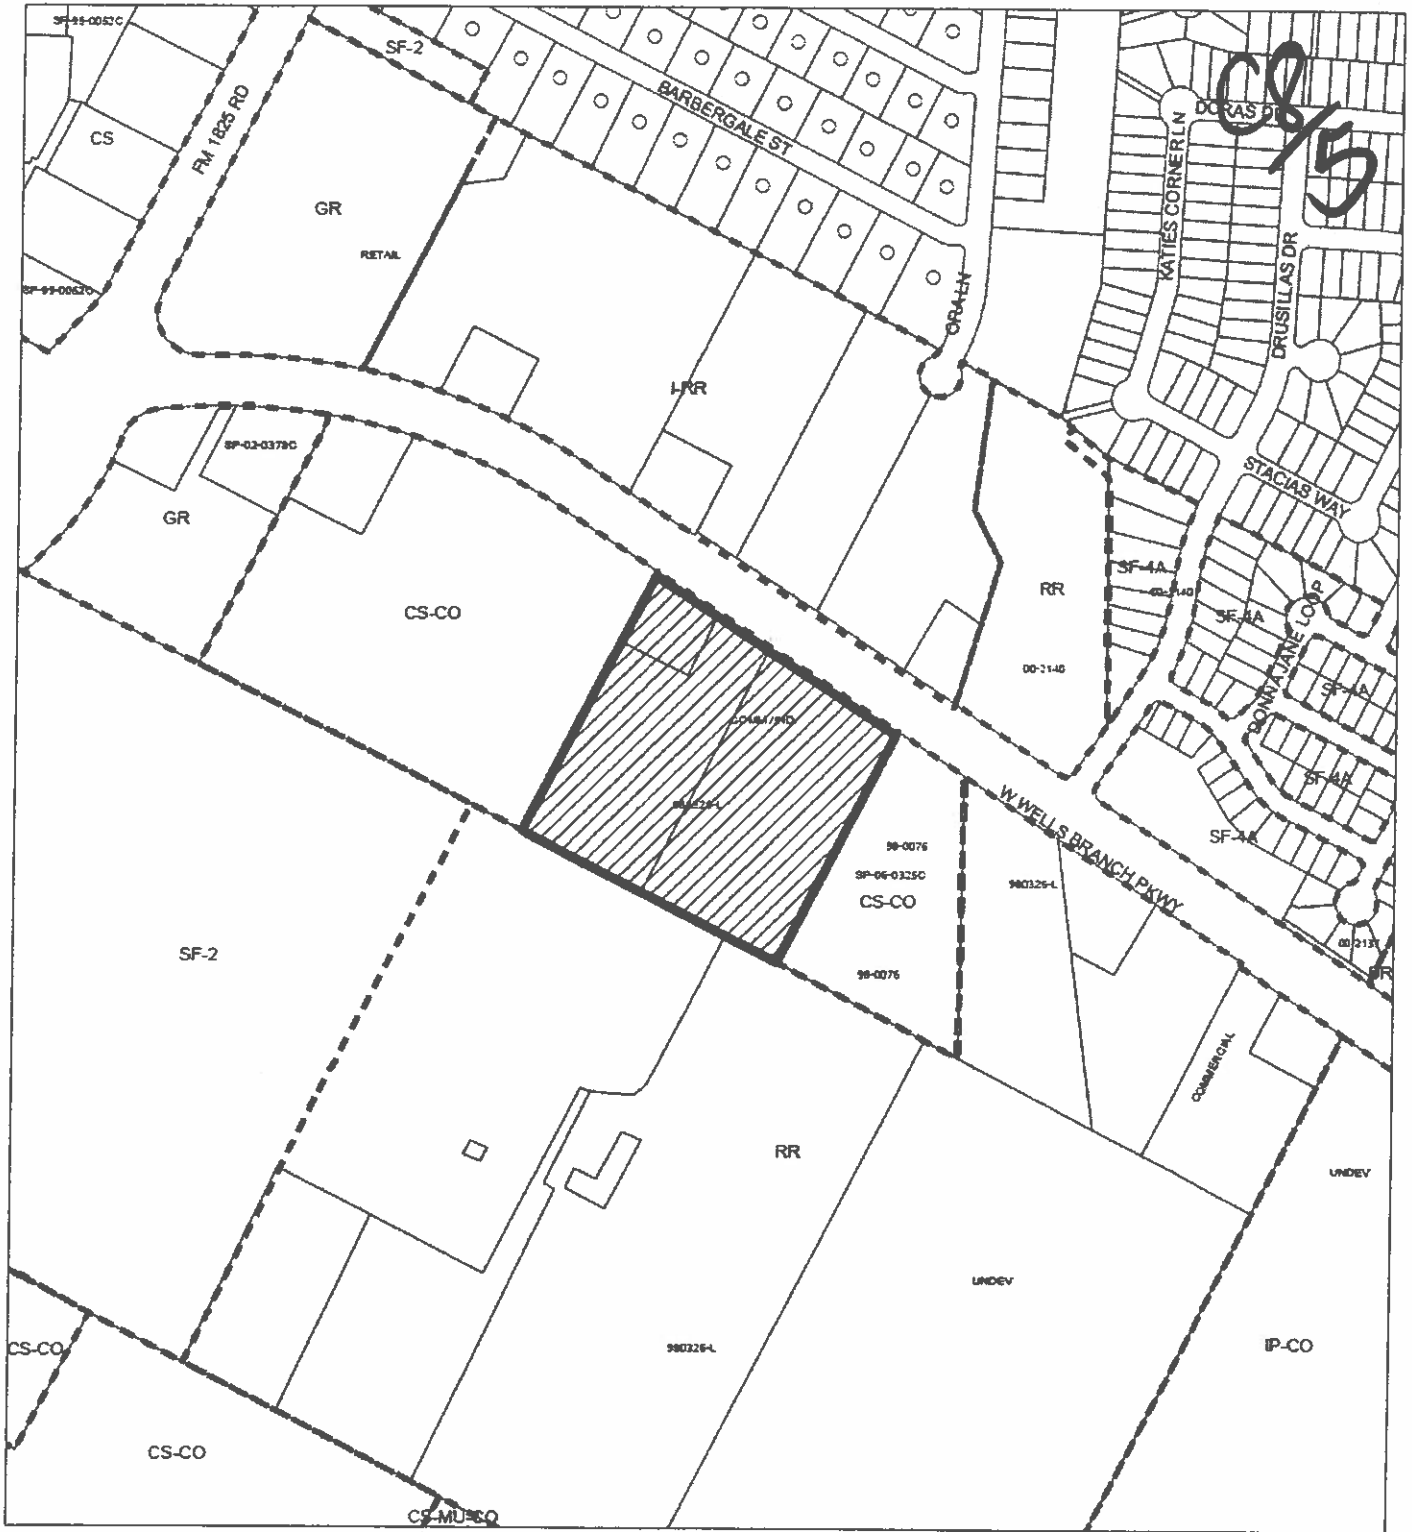 SP-95-0052C
SF-2
C8/5
DORAS DR
BARBERGALE ST
CS
FM 1825 RD
KATIES CORNER LN
GR
RETAIL
DRUSILLAS DR
ORA LN
I-RR
SP-02-0379C
STACIAS WAY
GR
CS-CO
RR
SF-4A
SF-4A
DONNA JANE LOOP
00-2140
SF-4A
SF-4A
W WELLS BRANCH PKWY
SF-4A
98-0076
SP-06-0325C
CS-CO
980326-L
00-2137
SF-2
98-0076
COMMERCIAL
RR
UNDEV
UNDEV
980326-L
IP-CO
CS-CO
CS-CO
CS-MU-CO